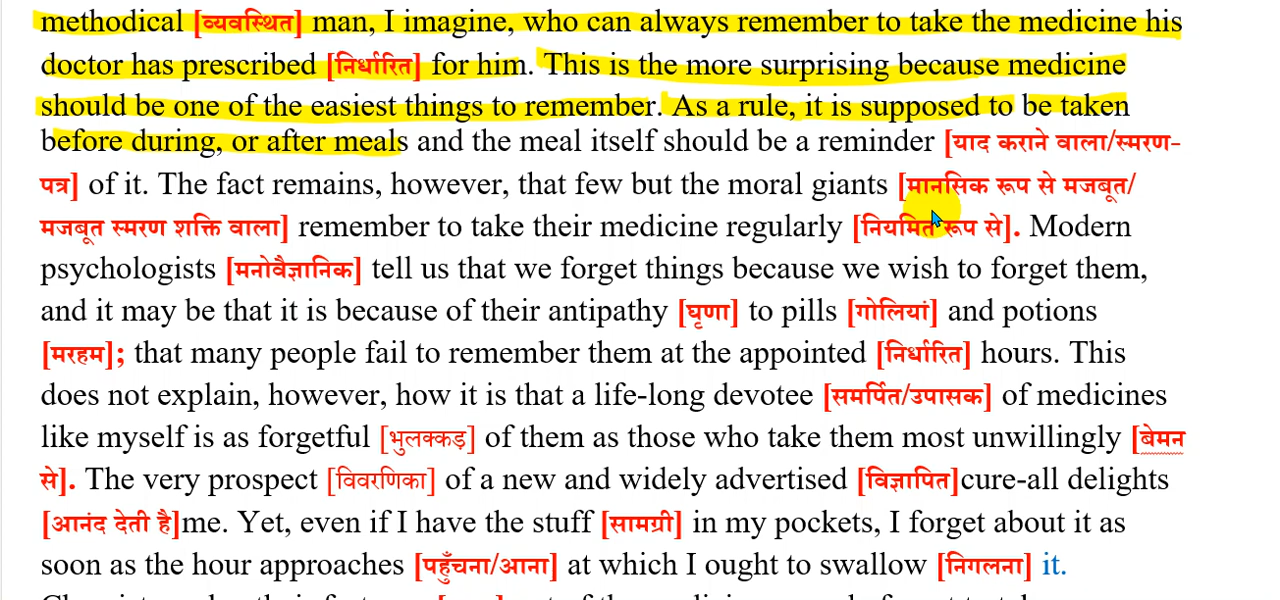 methodical [व्यवस्थित] man, I imagine, who can always remember to take the medicine his
doctor has prescribed [निर्धारित] for him. This is the more surprising because medicine
should be one of the easiest things to remember. As a rule, it is supposed to be taken
before during, or after meals and the meal itself should be a reminder [याद कराने वाला/स्मरण-
पत्र] of it. The fact remains, however, that few but the moral giants [मानसिक रूप से मजबूत/
मजबूत स्मरण शक्ति वाला] remember to take their medicine regularly [नियमित रूप से]. Modern
psychologists [मनोवैज्ञानिक] tell us that we forget things because we wish to forget them,
and it may be that it is because of their antipathy [घृणा] to pills [गोलियां] and potions
[मरहम]; that many people fail to remember them at the appointed [निर्धारित] hours. This
does not explain, however, how it is that a life-long devotee [समर्पित/उपासक] of medicines
like myself is as forgetful [भुलक्कड़] of them as those who take them most unwillingly [बेमन
से]. The very prospect [विवरणिका] of a new and widely advertised [विज्ञापित]cure-all delights
[आनंद देती है]me. Yet, even if I have the stuff [सामग्री] in my pockets, I forget about it as
soon as the hour approaches [पहुँचना/आना] at which I ought to swallow [निगलना] it.